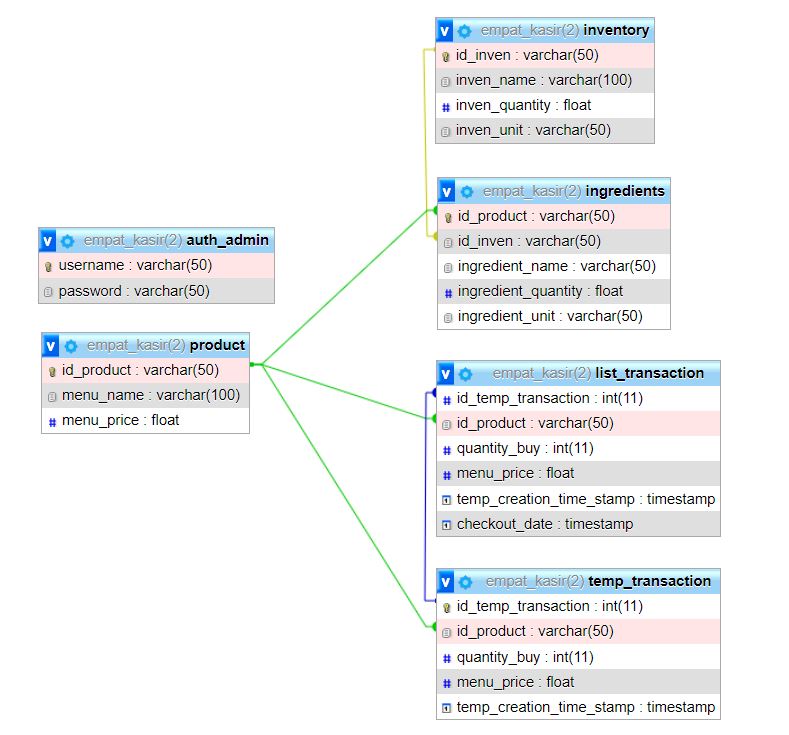 empat_kasir(2) inventory
id_inven : varchar(50)
inven_name : varchar(100)
inven_quantity : float
inven_unit : varchar(50)
empat_kasir(2) ingredients
id_product : varchar(50)
id_inven : varchar(50)
ingredient_name : varchar(50)
ingredient_quantity : float
ingredient_unit : varchar(50)
empat_kasir(2) auth_admin
username : varchar(50)
password : varchar(50)
empat_kasir(2) product
id_product : varchar(50)
menu_name : varchar(100)
menu_price : float
empat_kasir(2) list_transaction
id_temp_transaction : int(11)
id_product : varchar(50)
quantity_buy : int(11)
menu_price : float
temp_creation_time_stamp : timestamp
checkout_date : timestamp
empat_kasir(2) temp_transaction
id_temp_transaction : int(11)
id_product : varchar(50)
quantity_buy : int(11)
menu_price : float
temp_creation_time_stamp : timestamp